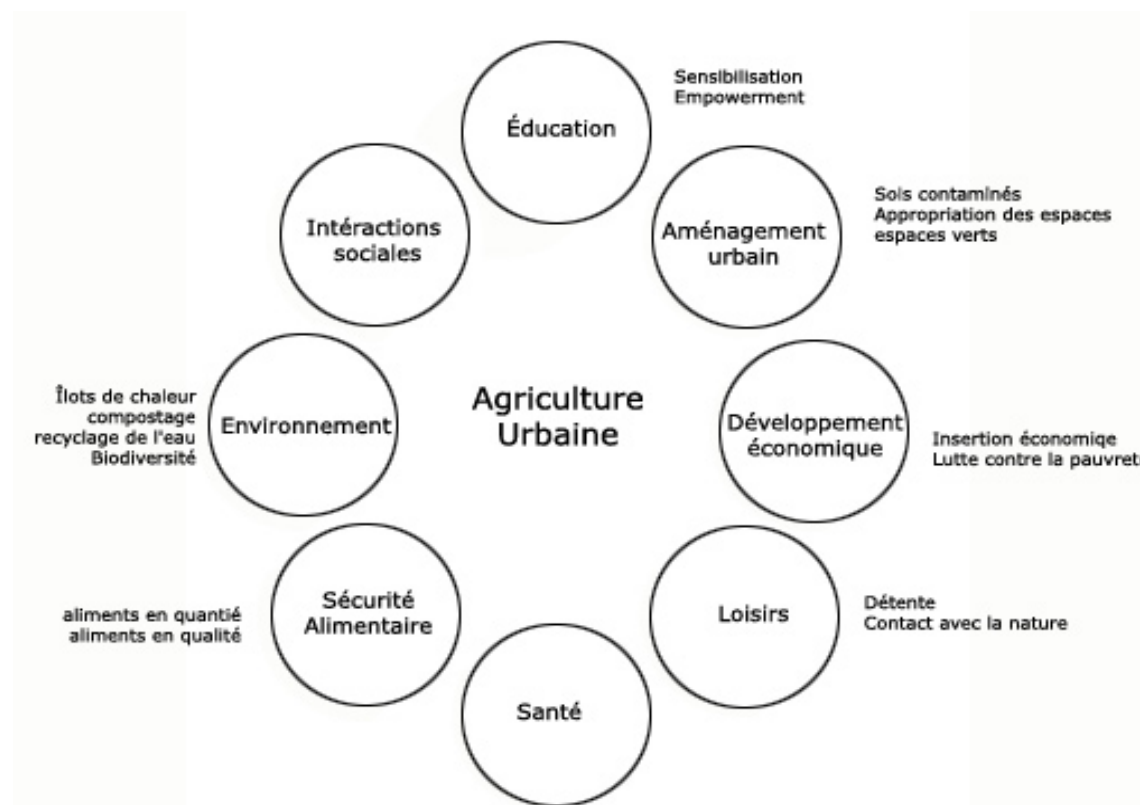 Éducation
Sensibilisation
Empowerment
Aménagement
urbain
Sols contaminés
Appropriation des espaces
espaces verts
Développement
économique
Insertion économiqe
Lutte contre la pauvret
Loisirs
Détente
Contact avec la nature
Santé
Sécurité
Alimentaire
aliments en quantié
aliments en qualité
Environnement
Îlots de chaleur
compostage
recyclage de l'eau
Biodiversité
Intéractions
sociales
Agriculture
Urbaine